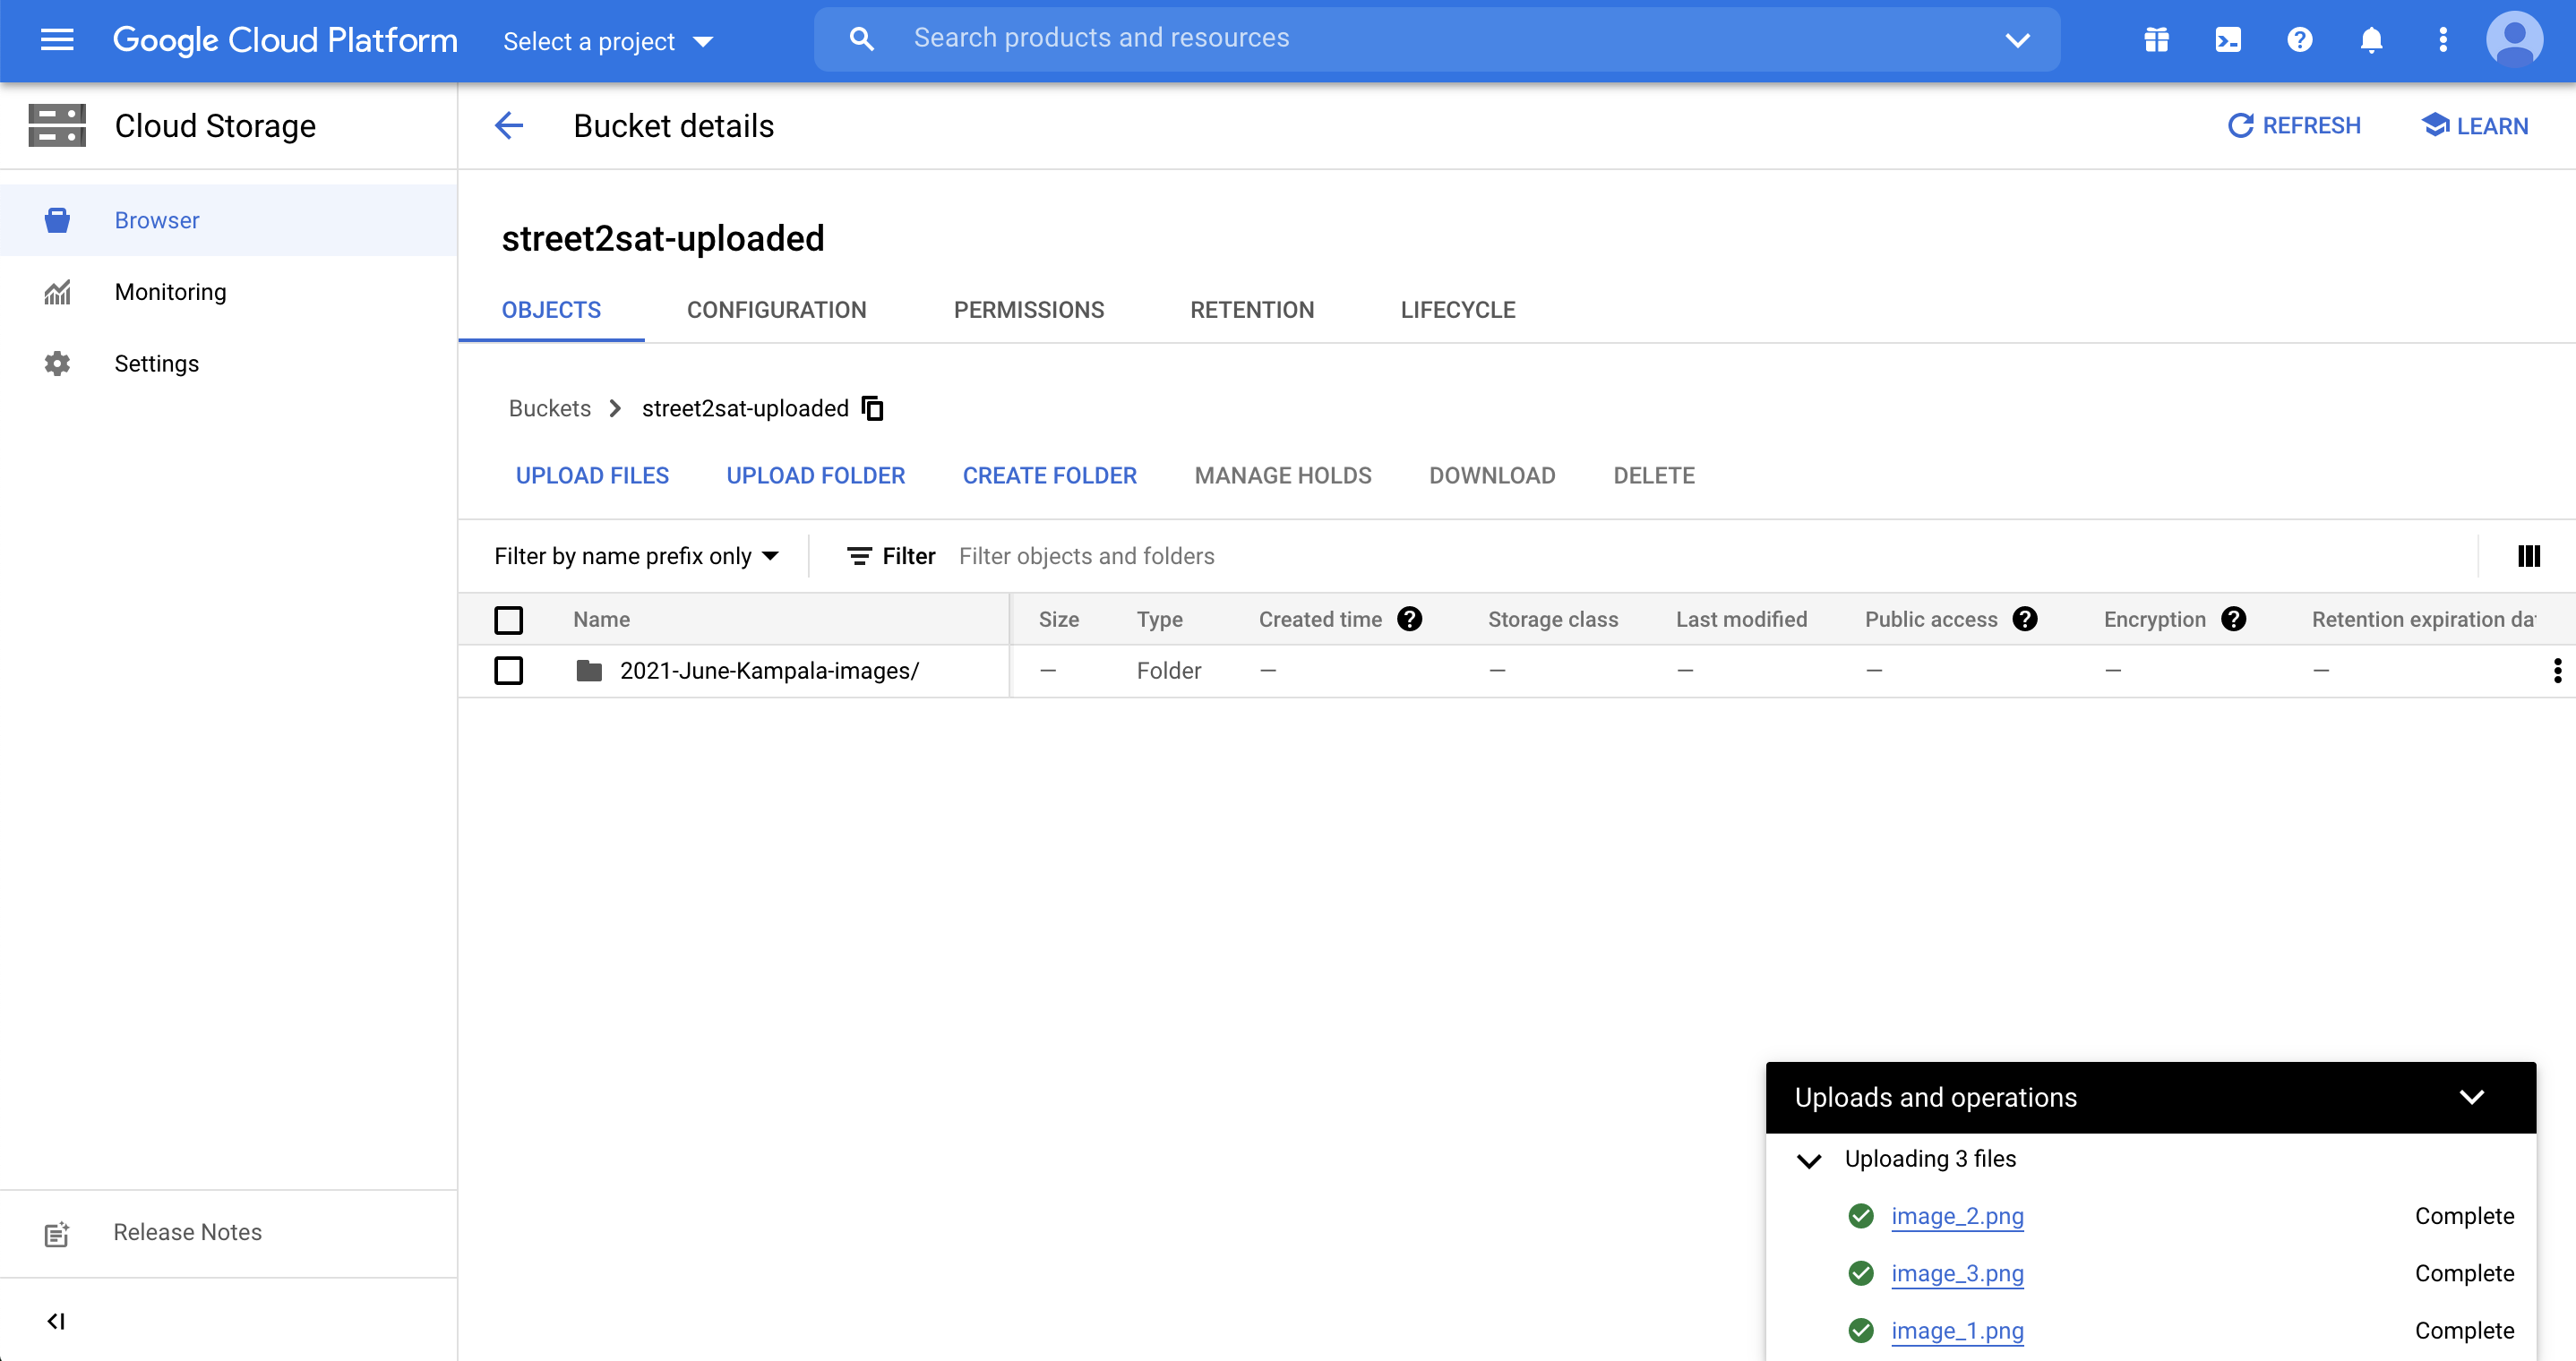 Google Cloud Platform Select a project Search products and resources
Cloud Storage Bucket details REFRESH LEARN
Browser
Monitoring
Settings
street2sat-uploaded
OBJECTS CONFIGURATION PERMISSIONS RETENTION LIFECYCLE
Buckets street2sat-uploaded
UPLOAD FILES UPLOAD FOLDER CREATE FOLDER MANAGE HOLDS DOWNLOAD DELETE
Filter by name prefix only Filter Filter objects and folders
Name Size Type Created time Storage class Last modified Public access Encryption Retention expiration da
2021-June-Kampala-images/ — Folder — — — — — —
Uploads and operations
Uploading 3 files
image_2.png Complete
image_3.png Complete
image_1.png Complete
Release Notes